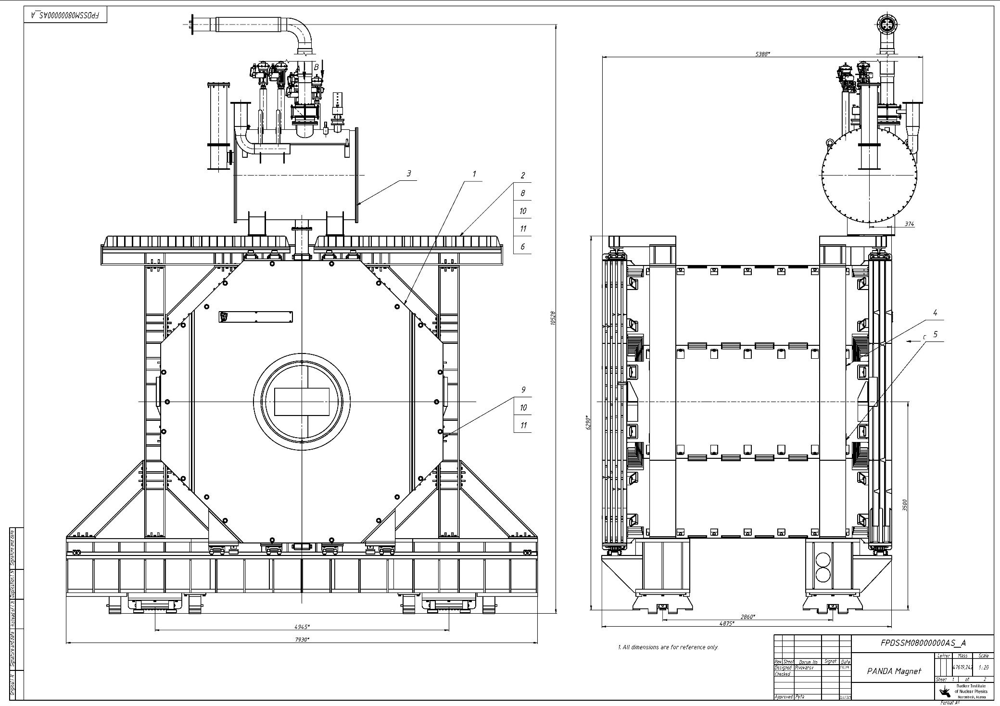 FPDSSM08000000AS_A
A
B
5388*
3
1
2
8
10
11
6
374
10528
4
C
5
9
10
11
6290*
3500
4945*
7930*
2860*
4875*
1. All dimensions are for reference only.
Signature and date
Duplication I. N
Instead of I. N
Signature and date
Original I. N
FPDSSM08000000AS_A
Letter Mass Scale
47619,242 1:20
Rev. Sheet Docum. No Signat. Date
Designed Pivovarov
Checked
Approved Pyfa
PANDA Magnet
Sheet 1 of 2
Budker Institute
of Nuclear Physics
Novosibirsk, Russia
Format A1